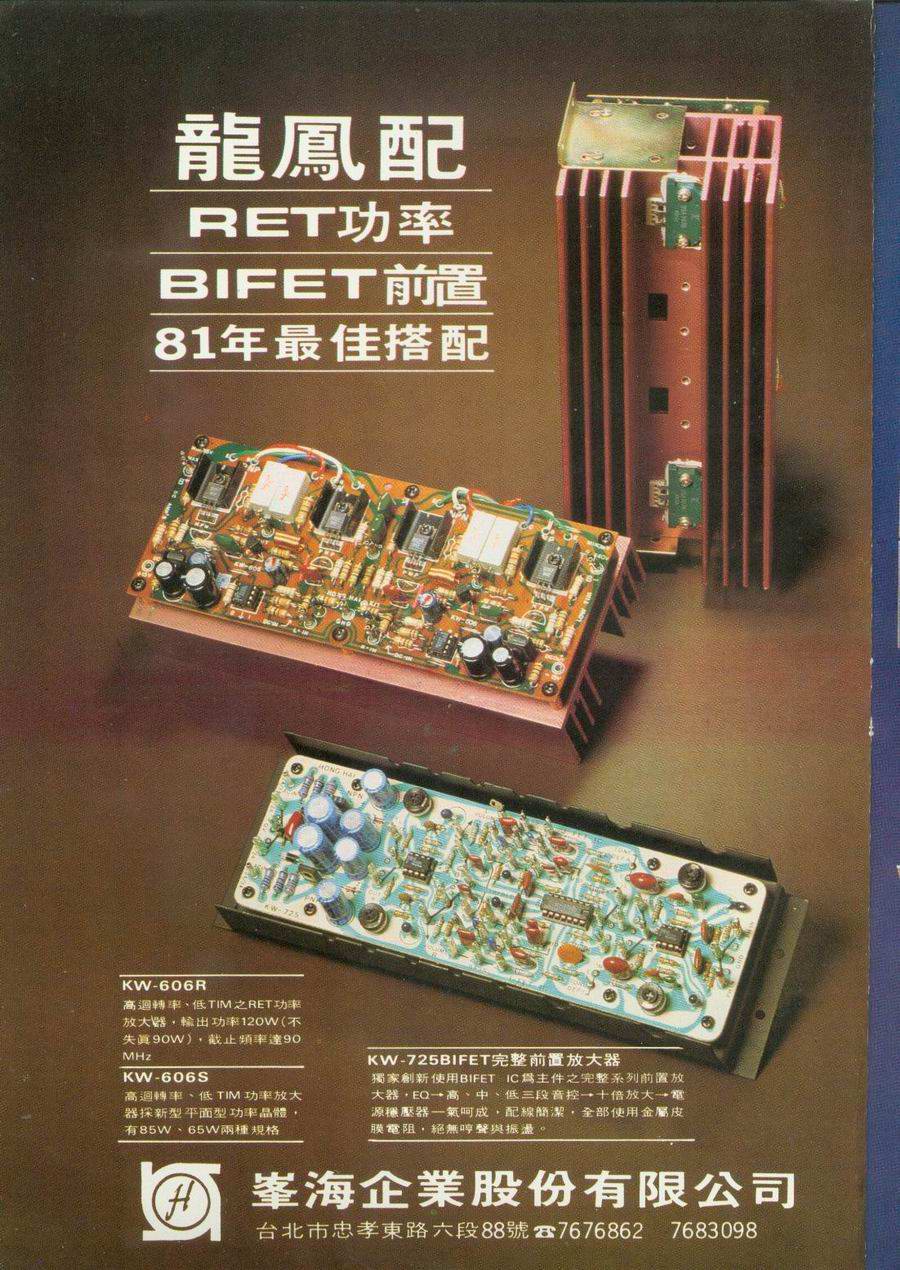 龍鳳配
RET功率
BIFET前置
81年最佳搭配
HONG HAI
NPN
KW-725
KW-606R
高迴轉率、低TIM之RET功率
放大器，輸出功率120W(不
失眞90W)，截止頻率達90
MHz
KW-606S
高迴轉率、低TIM功率放大
器採新型平面型功率晶體，
有85W、65W兩種規格
KW-725BIFET完整前置放大器
獨家創新使用BIFET IC爲主件之完整系列前置放
大器，EQ→高、中、低三段音控→十倍放大→電
源穩壓器一氣呵成，配線簡潔，全部使用金屬皮
膜電阻，絕無哼聲與振盪。
H
峯海企業股份有限公司
台北市忠孝東路六段88號☎7676862 7683098